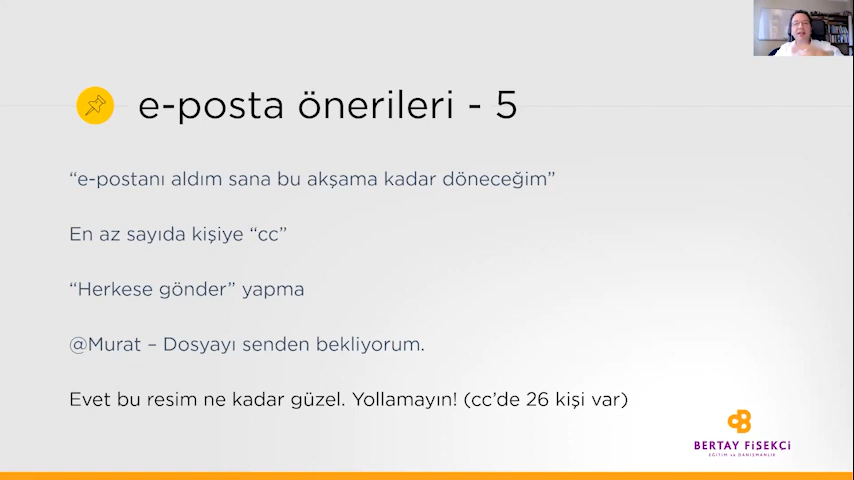 e-posta önerileri - 5
“e-postanı aldım sana bu akşama kadar döneceğim”
En az sayıda kişiye “cc”
“Herkese gönder” yapma
@Murat – Dosyayı senden bekliyorum.
Evet bu resim ne kadar güzel. Yollamayın! (cc’de 26 kişi var)
BERTAY FiSEKCi
EĞİTİM ve DANIŞMANLIK